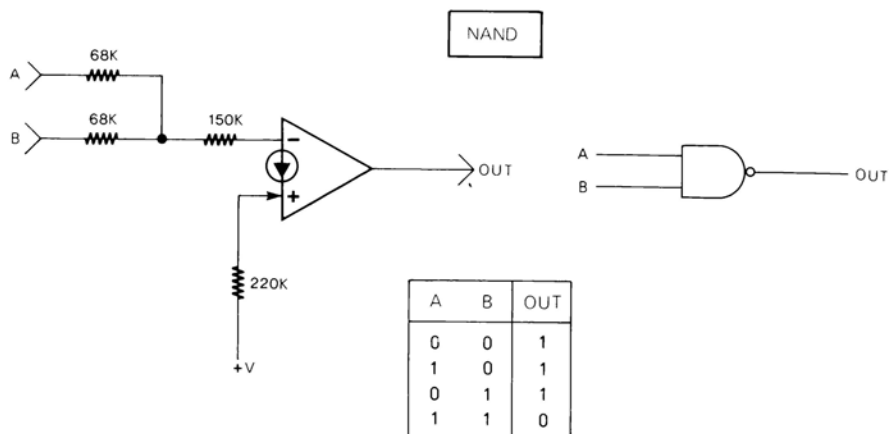 NAND
68K
A
68K
B
150K
−
+
OUT
220K
+V
A
B
OUT
A B OUT
0 0 1
1 0 1
0 1 1
1 1 0